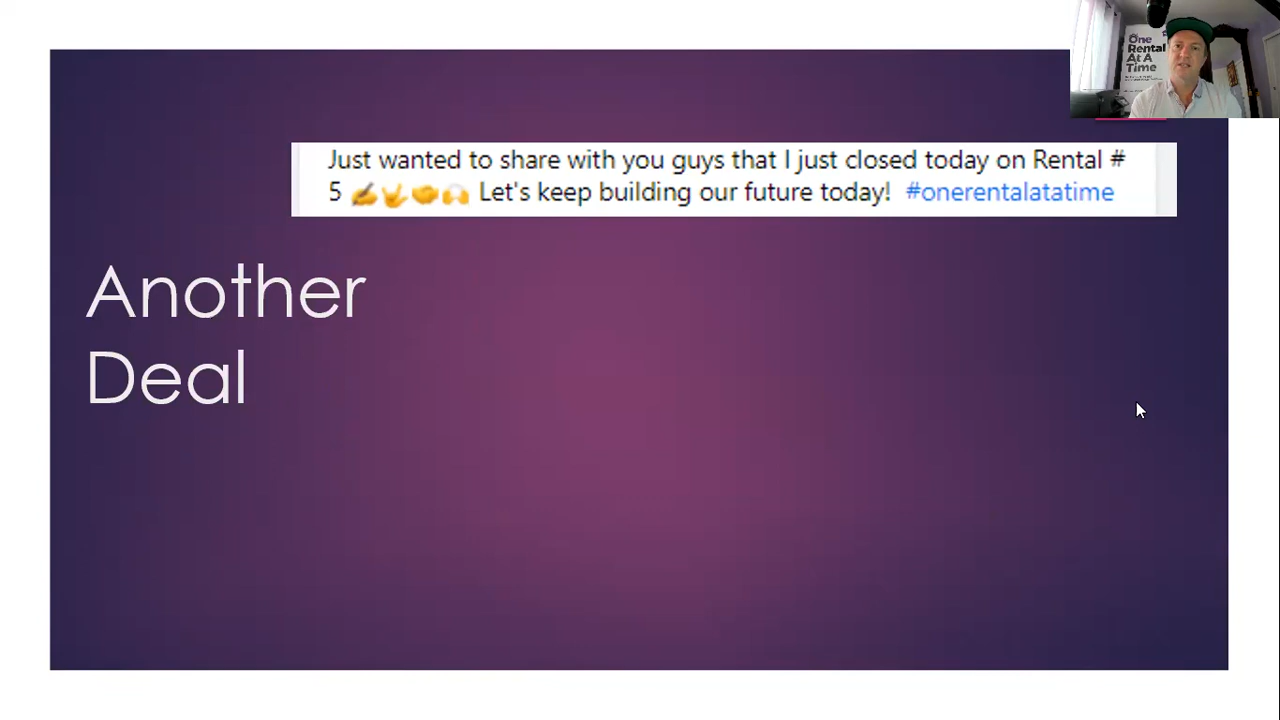 One
Rental
At A
Time
Just wanted to share with you guys that I just closed today on Rental #
5 ✍🤟🤝🙌 Let's keep building our future today! #onerentalatatime
Another
Deal